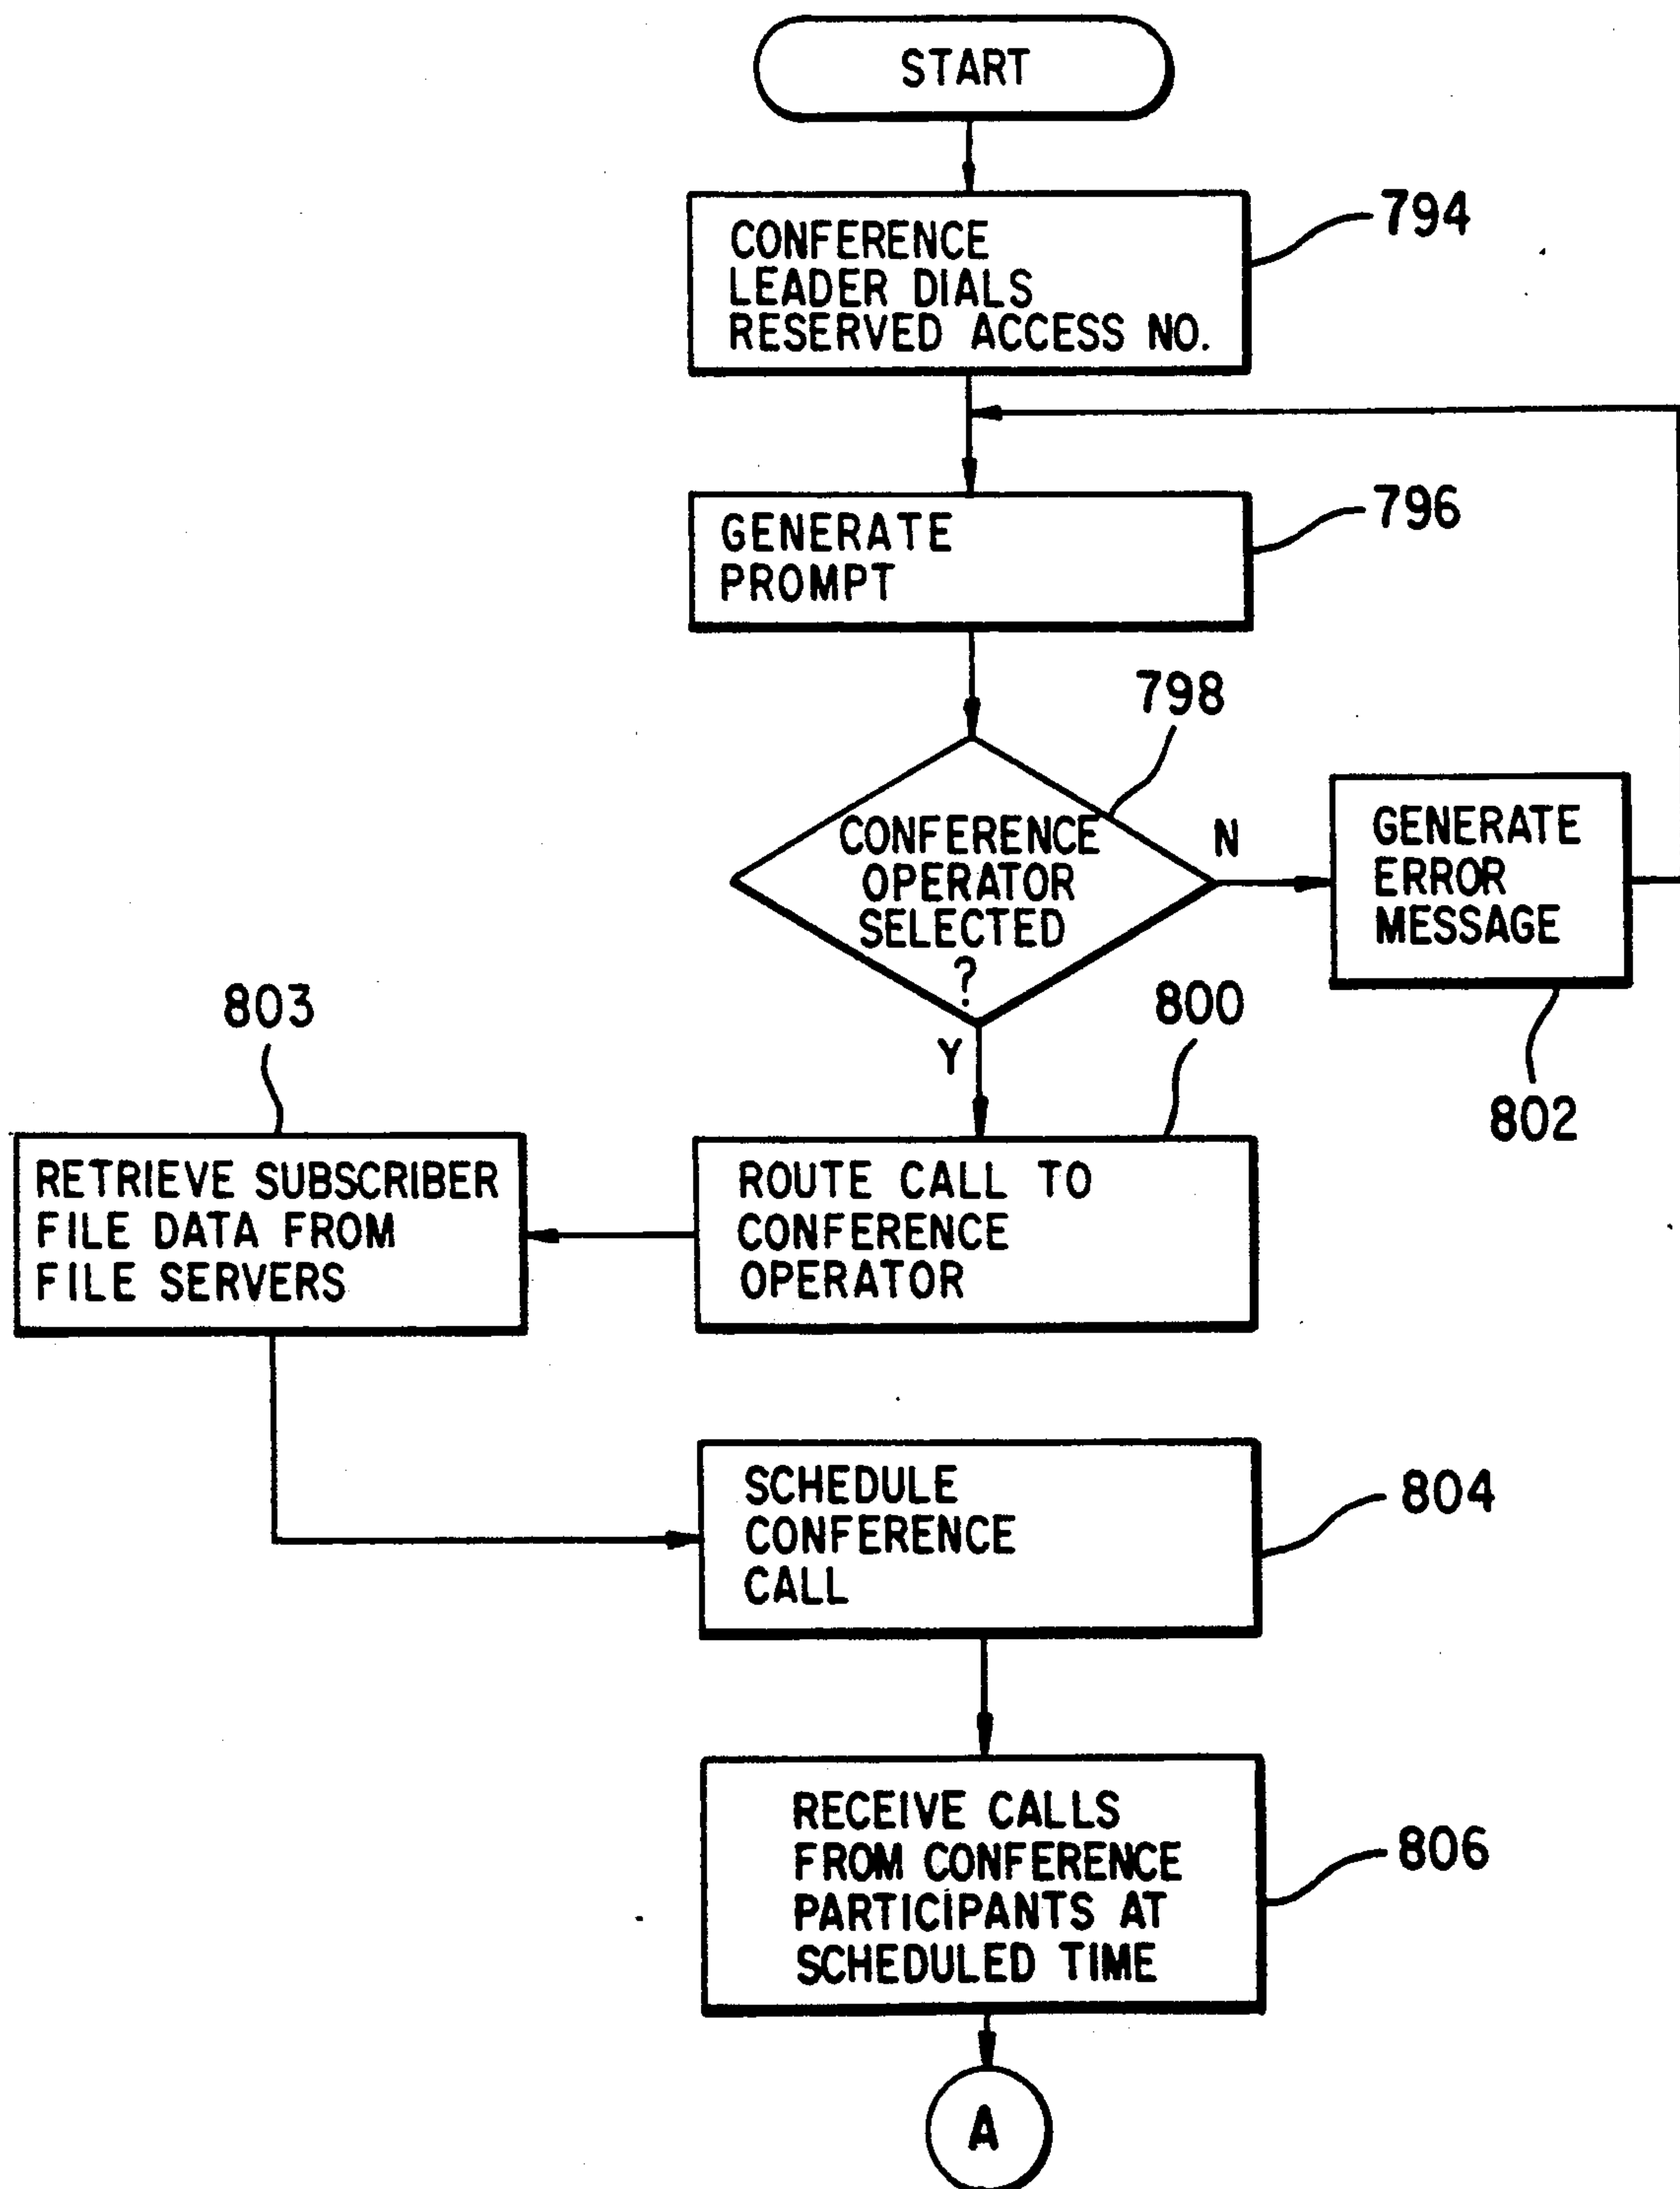 START
CONFERENCE
LEADER DIALS
RESERVED ACCESS NO.
794
GENERATE
PROMPT
796
798
CONFERENCE
OPERATOR
SELECTED
?
N
Y
GENERATE
ERROR
MESSAGE
802
803
RETRIEVE SUBSCRIBER
FILE DATA FROM
FILE SERVERS
800
ROUTE CALL TO
CONFERENCE
OPERATOR
SCHEDULE
CONFERENCE
CALL
804
RECEIVE CALLS
FROM CONFERENCE
PARTICIPANTS AT
SCHEDULED TIME
806
A